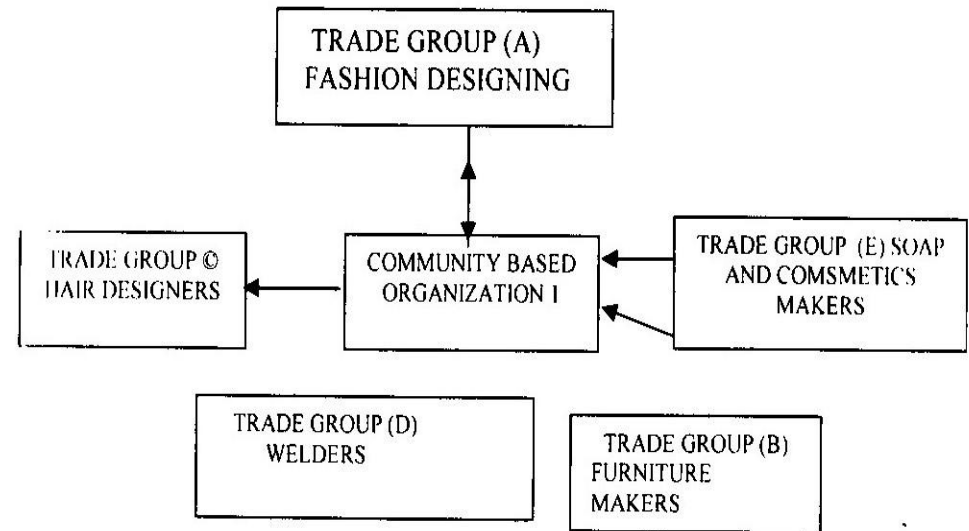 TRADE GROUP (A)
FASHION DESIGNING
TRADE GROUP ©
HAIR DESIGNERS
COMMUNITY BASED
ORGANIZATION 1
TRADE GROUP (E) SOAP
AND COMSMETICS
MAKERS
TRADE GROUP (D)
WELDERS
TRADE GROUP (B)
FURNITURE
MAKERS